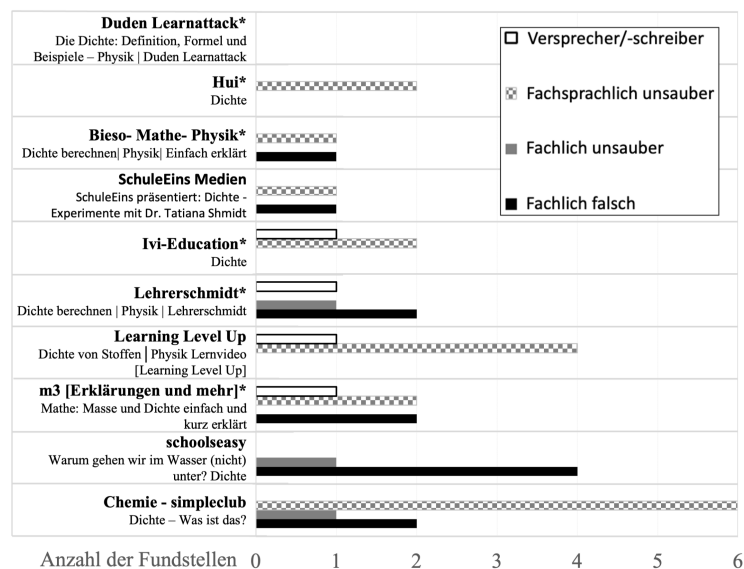 Duden Learnattack*
Die Dichte: Definition, Formel und
Beispiele – Physik | Duden Learnattack
Hui*
Dichte
Bieso- Mathe- Physik*
Dichte berechnen| Physik| Einfach erklärt
SchuleEins Medien
SchuleEins präsentiert: Dichte -
Experimente mit Dr. Tatiana Shmidt
Ivi-Education*
Dichte
Lehrerschmidt*
Dichte berechnen | Physik | Lehrerschmidt
Learning Level Up
Dichte von Stoffen | Physik Lernvideo
[Learning Level Up]
m3 [Erklärungen und mehr]*
Mathe: Masse und Dichte einfach und
kurz erklärt
schoolseasy
Warum gehen wir im Wasser (nicht)
unter? Dichte
Chemie - simpleclub
Dichte – Was ist das?
Versprecher/-schreiber
Fachsprachlich unsauber
Fachlich unsauber
Fachlich falsch
Anzahl der Fundstellen 0 1 2 3 4 5 6